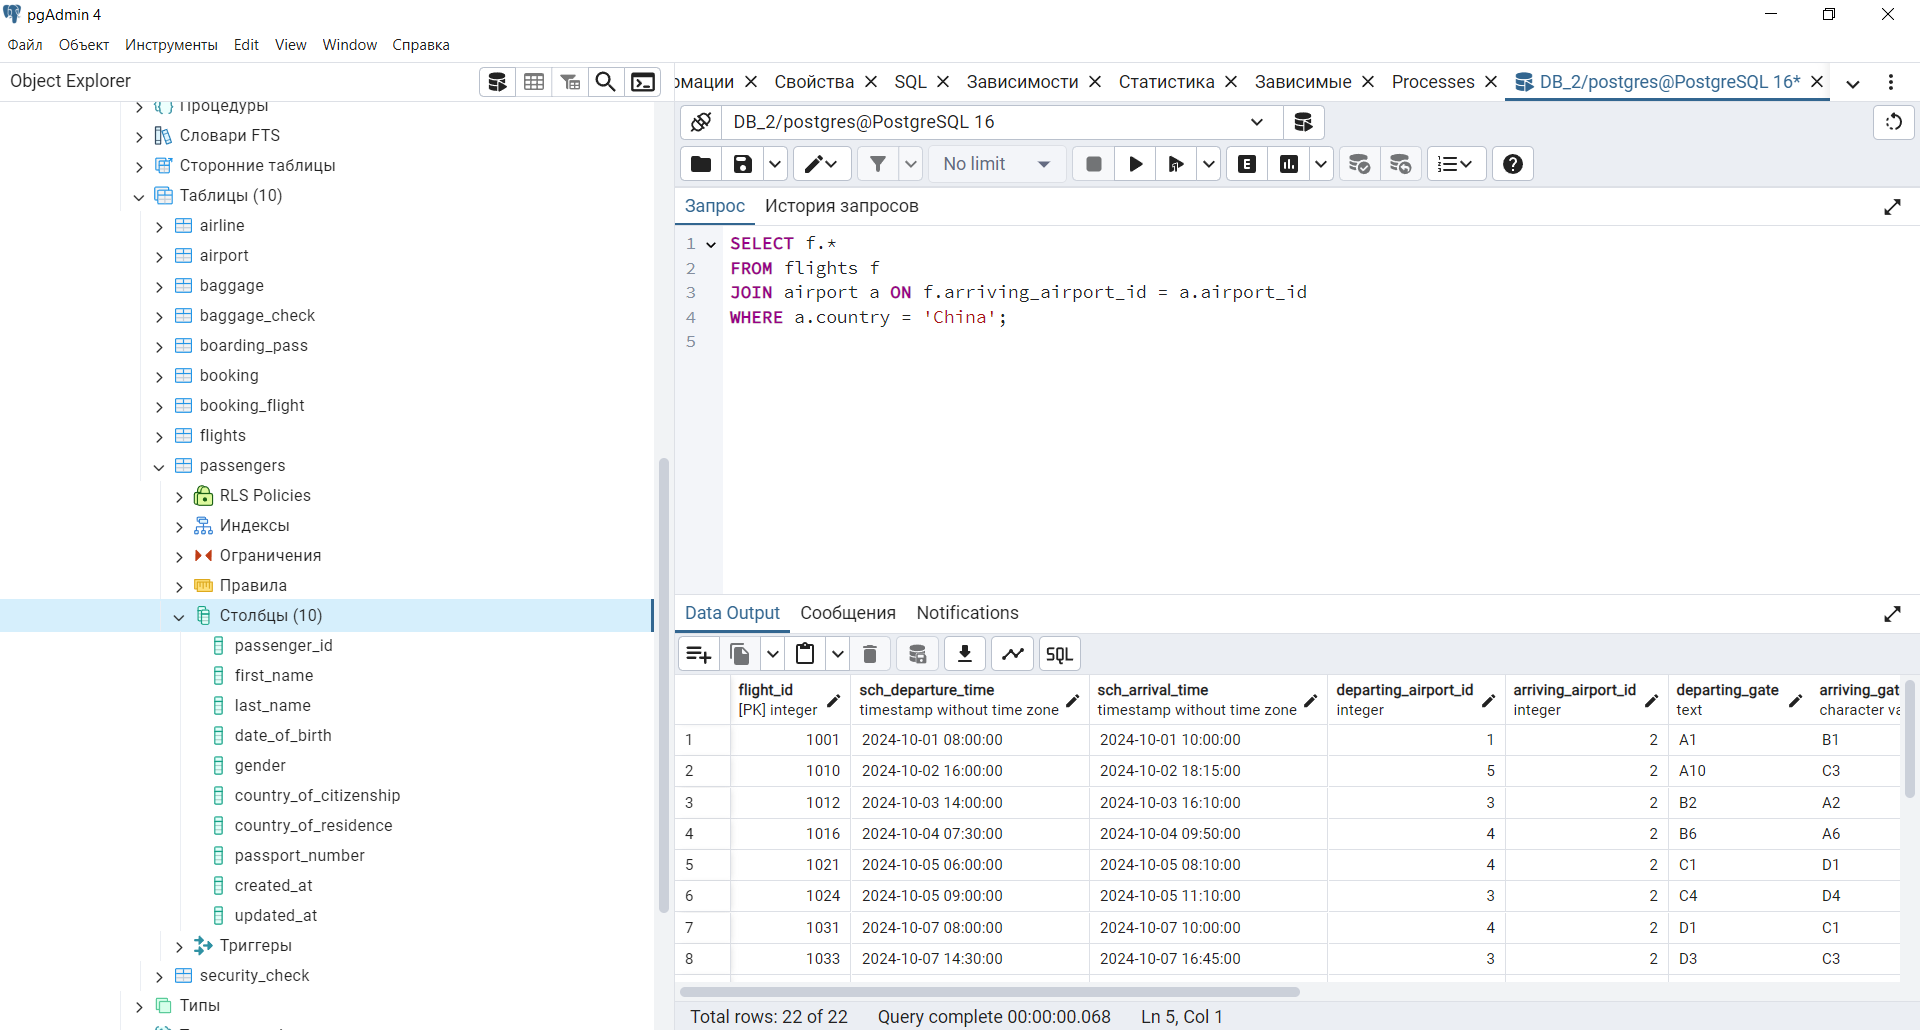 pgAdmin 4
Файл Объект Инструменты Edit View Window Справка
Object Explorer
Процедуры
Словари FTS
Сторонние таблицы
Таблицы (10)
airline
airport
baggage
baggage_check
boarding_pass
booking
booking_flight
flights
passengers
RLS Policies
Индексы
Ограничения
Правила
Столбцы (10)
passenger_id
first_name
last_name
date_of_birth
gender
country_of_citizenship
country_of_residence
passport_number
created_at
updated_at
Триггеры
security_check
Типы
рмации Свойства SQL Зависимости Статистика Зависимые Processes DB_2/postgres@PostgreSQL 16*
DB_2/postgres@PostgreSQL 16
No limit E
Запрос История запросов
1 SELECT f.*
2 FROM flights f
3 JOIN airport a ON f.arriving_airport_id = a.airport_id
4 WHERE a.country = 'China';
5
Data Output Сообщения Notifications
SQL
flight_id sch_departure_time sch_arrival_time departing_airport_id arriving_airport_id departing_gate arriving_gat
[PK] integer timestamp without time zone timestamp without time zone integer integer text character va
1 1001 2024-10-01 08:00:00 2024-10-01 10:00:00 1 2 A1 B1
2 1010 2024-10-02 16:00:00 2024-10-02 18:15:00 5 2 A10 C3
3 1012 2024-10-03 14:00:00 2024-10-03 16:10:00 3 2 B2 A2
4 1016 2024-10-04 07:30:00 2024-10-04 09:50:00 4 2 B6 A6
5 1021 2024-10-05 06:00:00 2024-10-05 08:10:00 4 2 C1 D1
6 1024 2024-10-05 09:00:00 2024-10-05 11:10:00 3 2 C4 D4
7 1031 2024-10-07 08:00:00 2024-10-07 10:00:00 4 2 D1 C1
8 1033 2024-10-07 14:30:00 2024-10-07 16:45:00 3 2 D3 C3
Total rows: 22 of 22 Query complete 00:00:00.068 Ln 5, Col 1